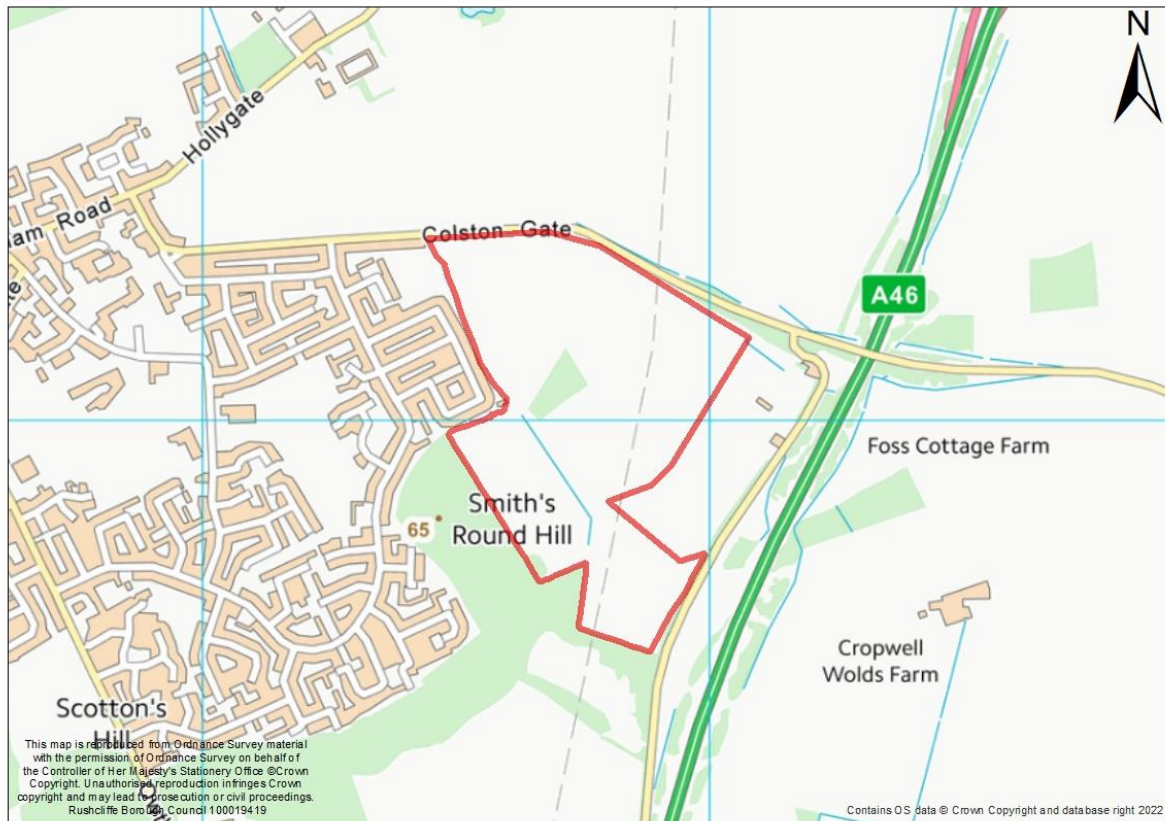 N
Hollygate
am Road
Colston Gate
A46
Foss Cottage Farm
Smith's
Round Hill
65
Cropwell
Wolds Farm
Scotton's
Hill
This map is reproduced from Ordnance Survey material
with the permission of Ordnance Survey on behalf of
the Controller of Her Majesty's Stationery Office ©Crown
Copyright. Unauthorised reproduction infringes Crown
copyright and may lead to prosecution or civil proceedings.
Rushcliffe Borough Council 100019419
Contains OS data © Crown Copyright and database right 2022